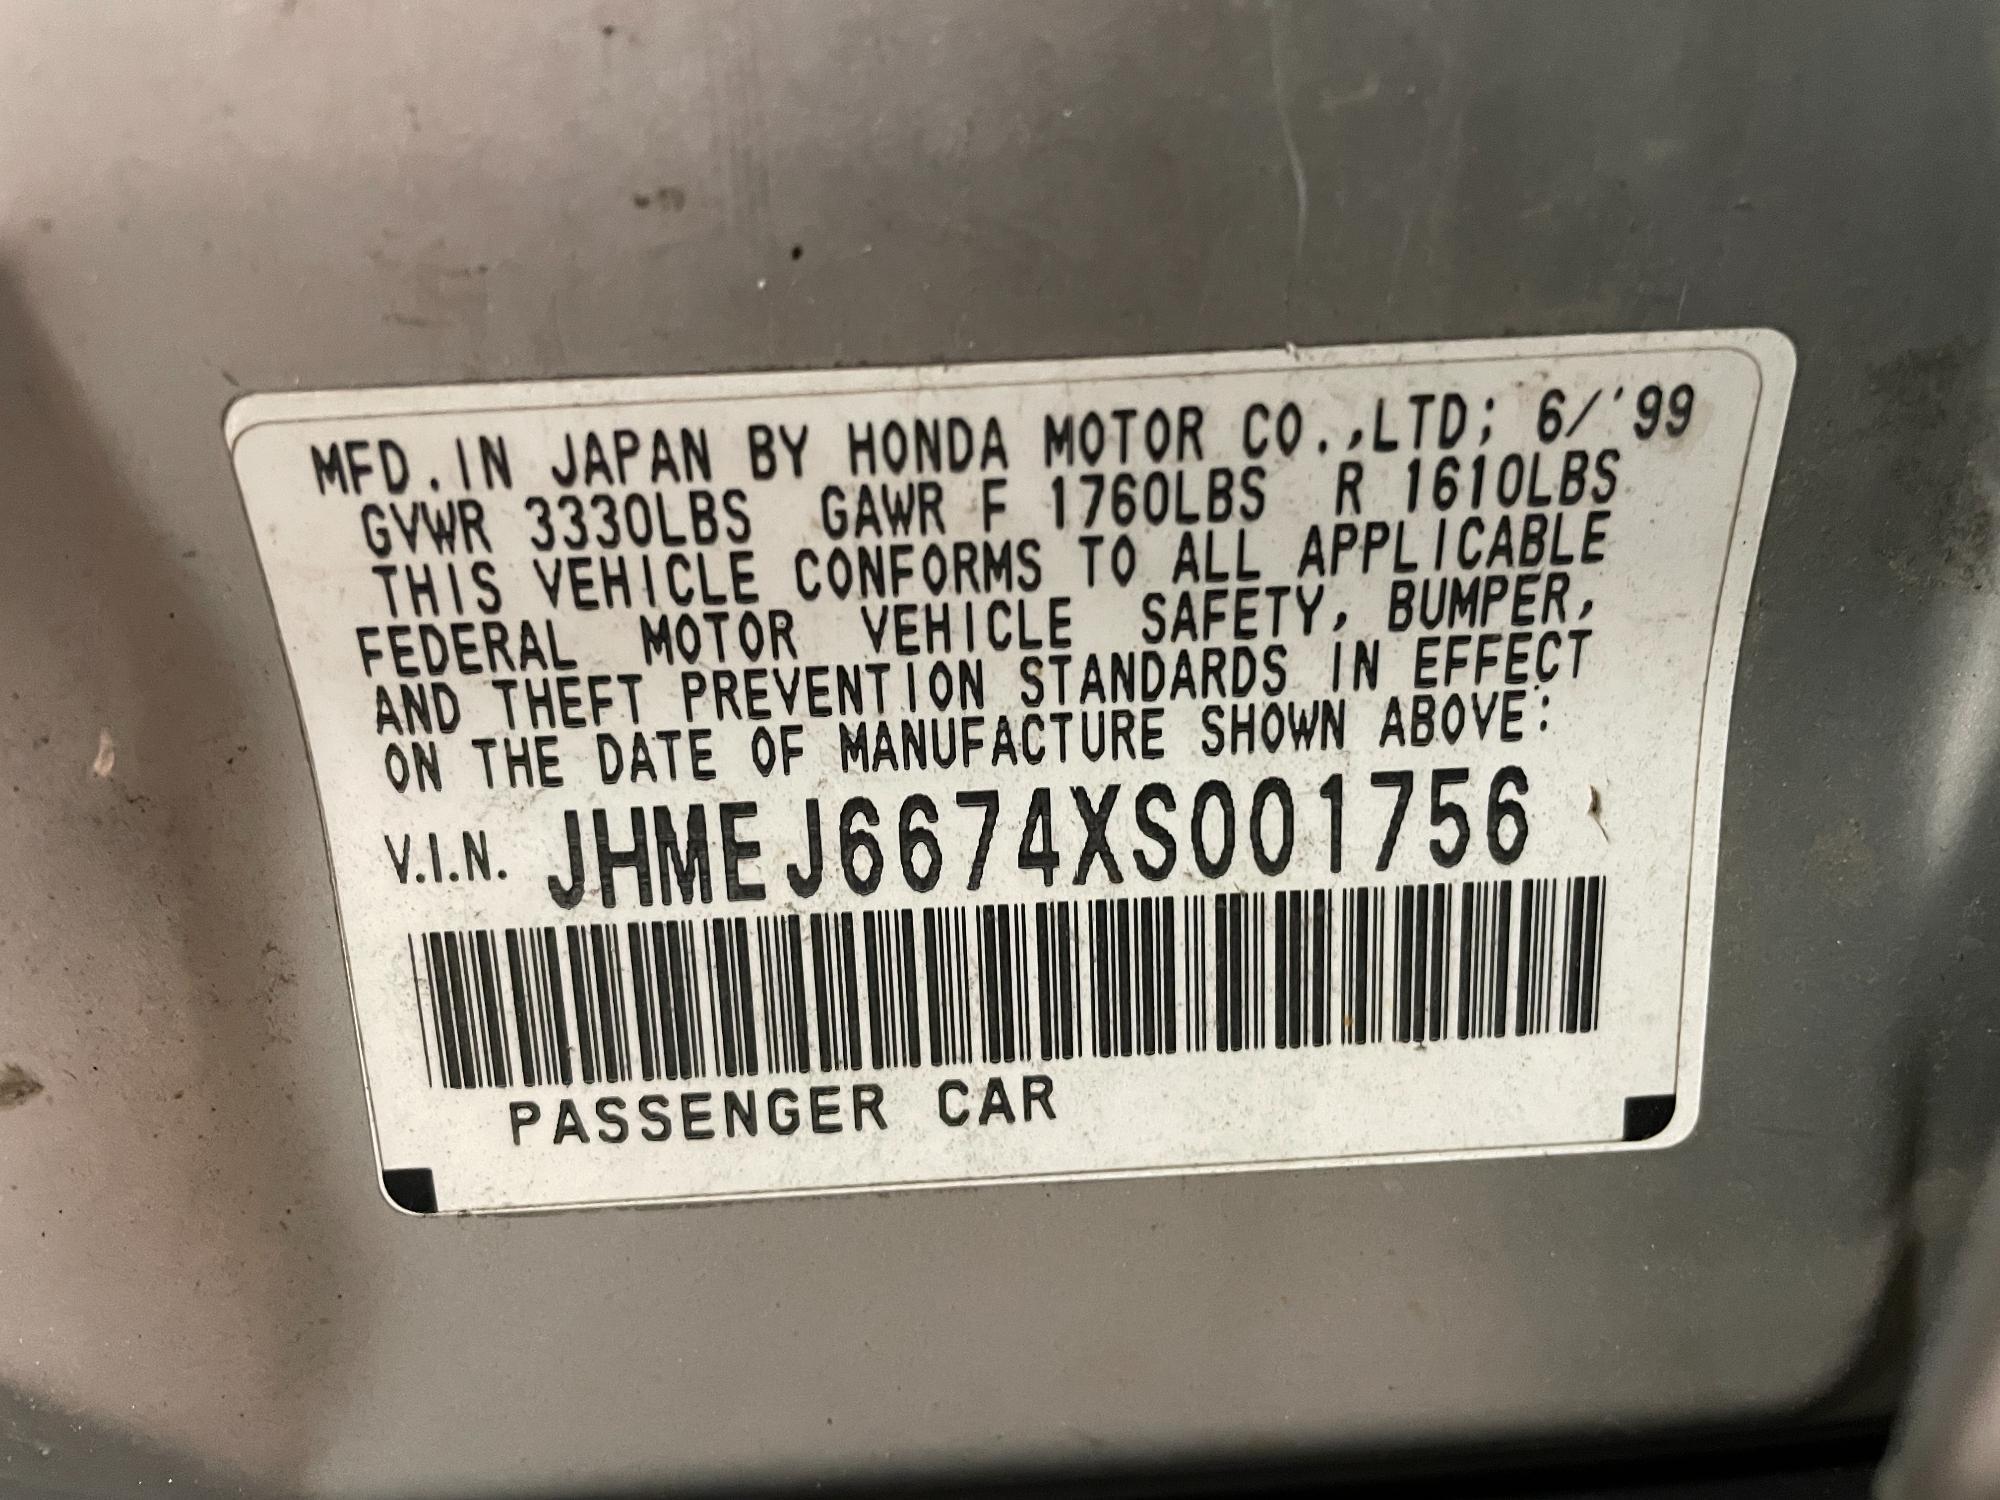 MFD. IN JAPAN BY HONDA MOTOR CO.,LTD; 6/'99
GVWR 3330LBS GAWR F 1760LBS R 1610LBS
THIS VEHICLE CONFORMS TO ALL APPLICABLE
FEDERAL MOTOR VEHICLE SAFETY, BUMPER,
AND THEFT PREVENTION STANDARDS IN EFFECT
ON THE DATE OF MANUFACTURE SHOWN ABOVE:
V.I.N. JHMEJ6674XS001756
PASSENGER CAR